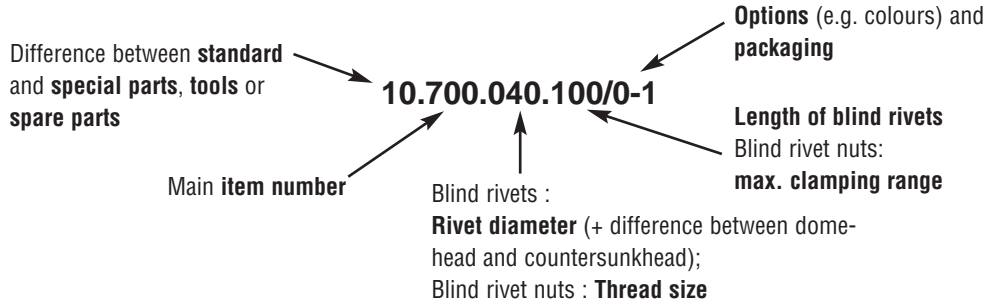 Options (e.g. colours) and
packaging
Difference between standard
and special parts, tools or
spare parts
10.700.040.100/0-1
Length of blind rivets
Blind rivet nuts:
max. clamping range
Main item number
Blind rivets :
Rivet diameter (+ difference between dome-
head and countersunkhead);
Blind rivet nuts : Thread size